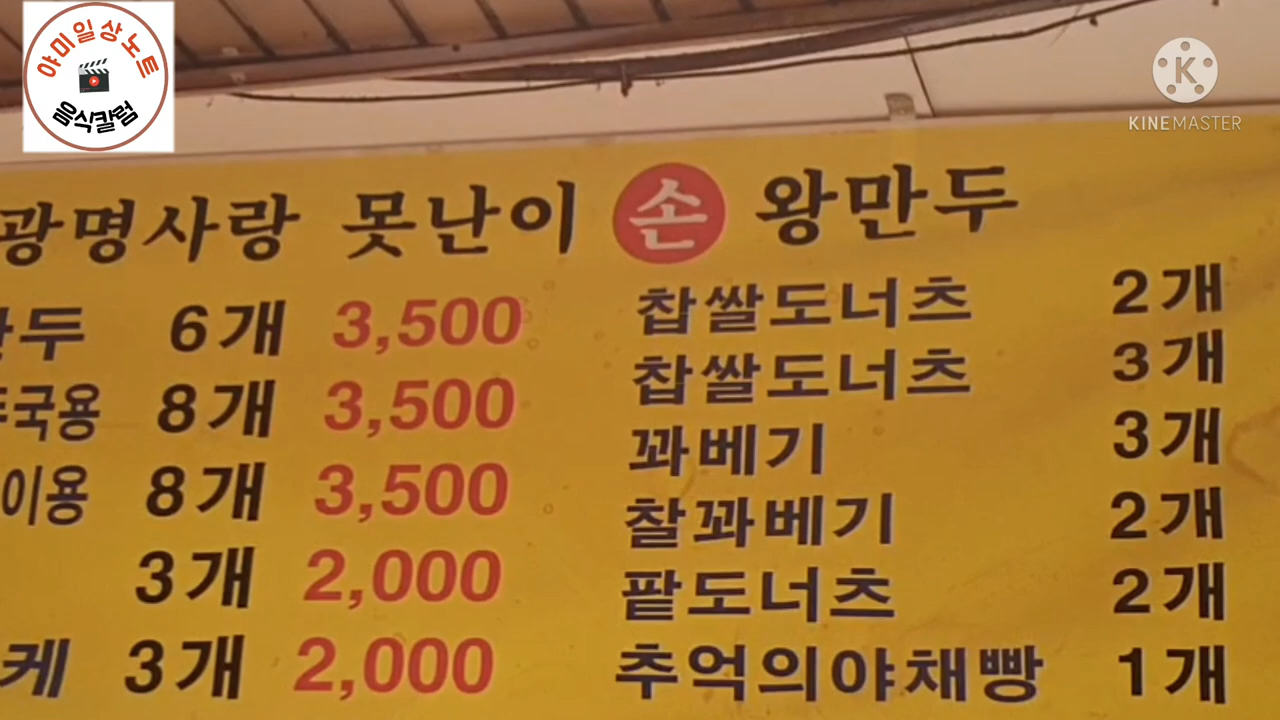 야미일상노트
음식칼럼
KINEMASTER
광명사랑 못난이 손 왕만두
두 6개 3,500
국용 8개 3,500
이용 8개 3,500
3개 2,000
케 3개 2,000
찹쌀도너츠 2개
찹쌀도너츠 3개
꽈베기 3개
찰꽈베기 2개
팥도너츠 2개
추억의야채빵 1개